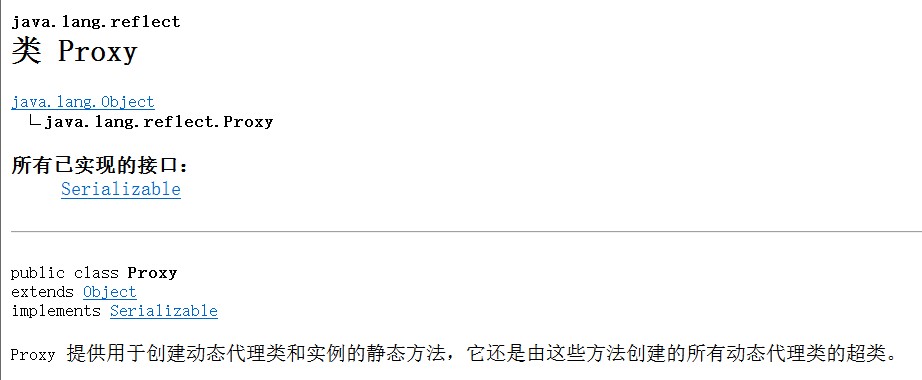 java.lang.reflect
类 Proxy
java.lang.Object
java.lang.reflect.Proxy
所有已实现的接口：
Serializable
public class Proxy
extends Object
implements Serializable
Proxy 提供用于创建动态代理类和实例的静态方法，它还是由这些方法创建的所有动态代理类的超类。